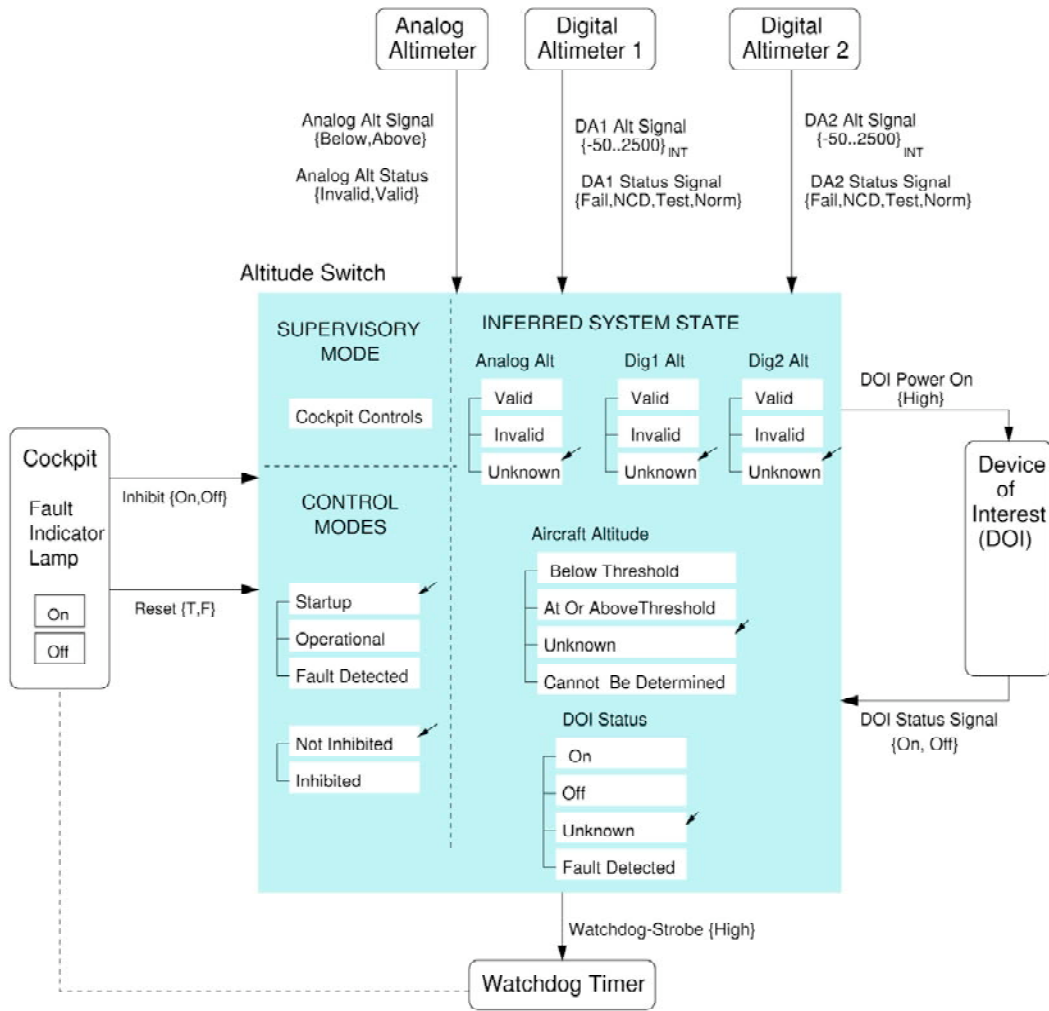 Analog
Altimeter
Digital
Altimeter 1
Digital
Altimeter 2
Analog Alt Signal
{Below,Above}
Analog Alt Status
{Invalid,Valid}
DA1 Alt Signal
{-50..2500}INT
DA1 Status Signal
{Fail,NCD,Test,Norm}
DA2 Alt Signal
{-50..2500}INT
DA2 Status Signal
{Fail,NCD,Test,Norm}
Altitude Switch
SUPERVISORY
MODE
Cockpit Controls
INFERRED SYSTEM STATE
Analog Alt
Valid
Invalid
Unknown
Dig1 Alt
Valid
Invalid
Unknown
Dig2 Alt
Valid
Invalid
Unknown
DOI Power On
{High}
Cockpit
Fault
Indicator
Lamp
On
Off
Inhibit {On,Off}
Reset {T,F}
CONTROL
MODES
Startup
Operational
Fault Detected
Not Inhibited
Inhibited
Aircraft Altitude
Below Threshold
At Or AboveThreshold
Unknown
Cannot Be Determined
DOI Status
On
Off
Unknown
Fault Detected
Device
of
Interest
(DOI)
DOI Status Signal
{On, Off}
Watchdog-Strobe {High}
Watchdog Timer